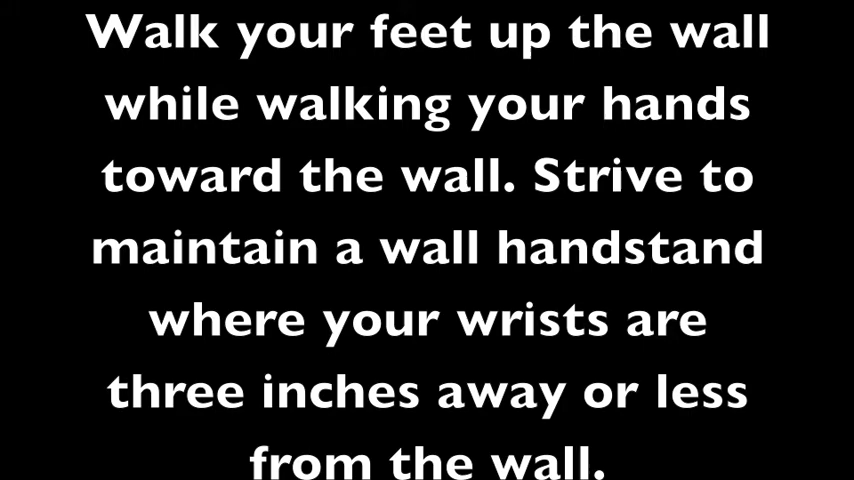 Walk your feet up the wall
while walking your hands
toward the wall. Strive to
maintain a wall handstand
where your wrists are
three inches away or less
from the wall.